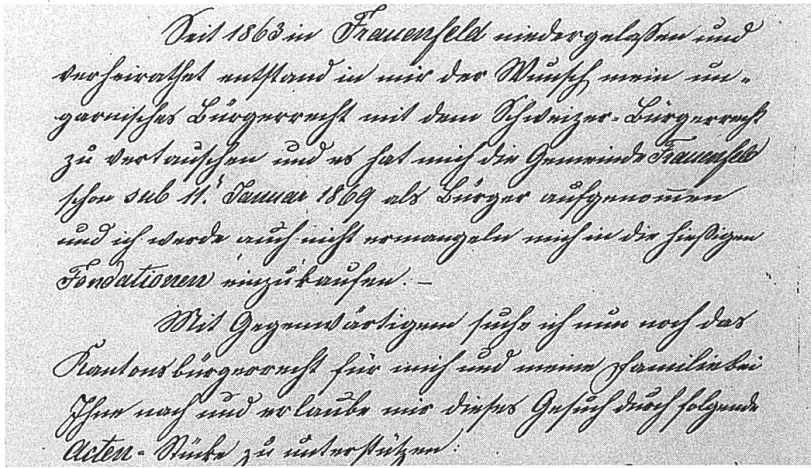 Seit 1863 in Frauenfeld niedergelassen und
verheirathet entstand in mir der Wunsch, mein un-
garnisches Bürgerrecht mit dem Schweizer-Bürgerrecht
zu vertauschen und es hat mich die Gemeinde Frauenfeld
schon sub 11. Januar 1869 als Bürger aufgenommen
und ich werde auch nicht ermangeln mich in die hiesigen
Fondationen einzukaufen. –
Mit Gegenwärtigem suche ich nun noch das
Kantonsbürgerrecht für mich und meine Familie bei
Ihne nach und erlaube mir dieses Gesuch durch folgende
Acten-Stücke zu unterstützen: